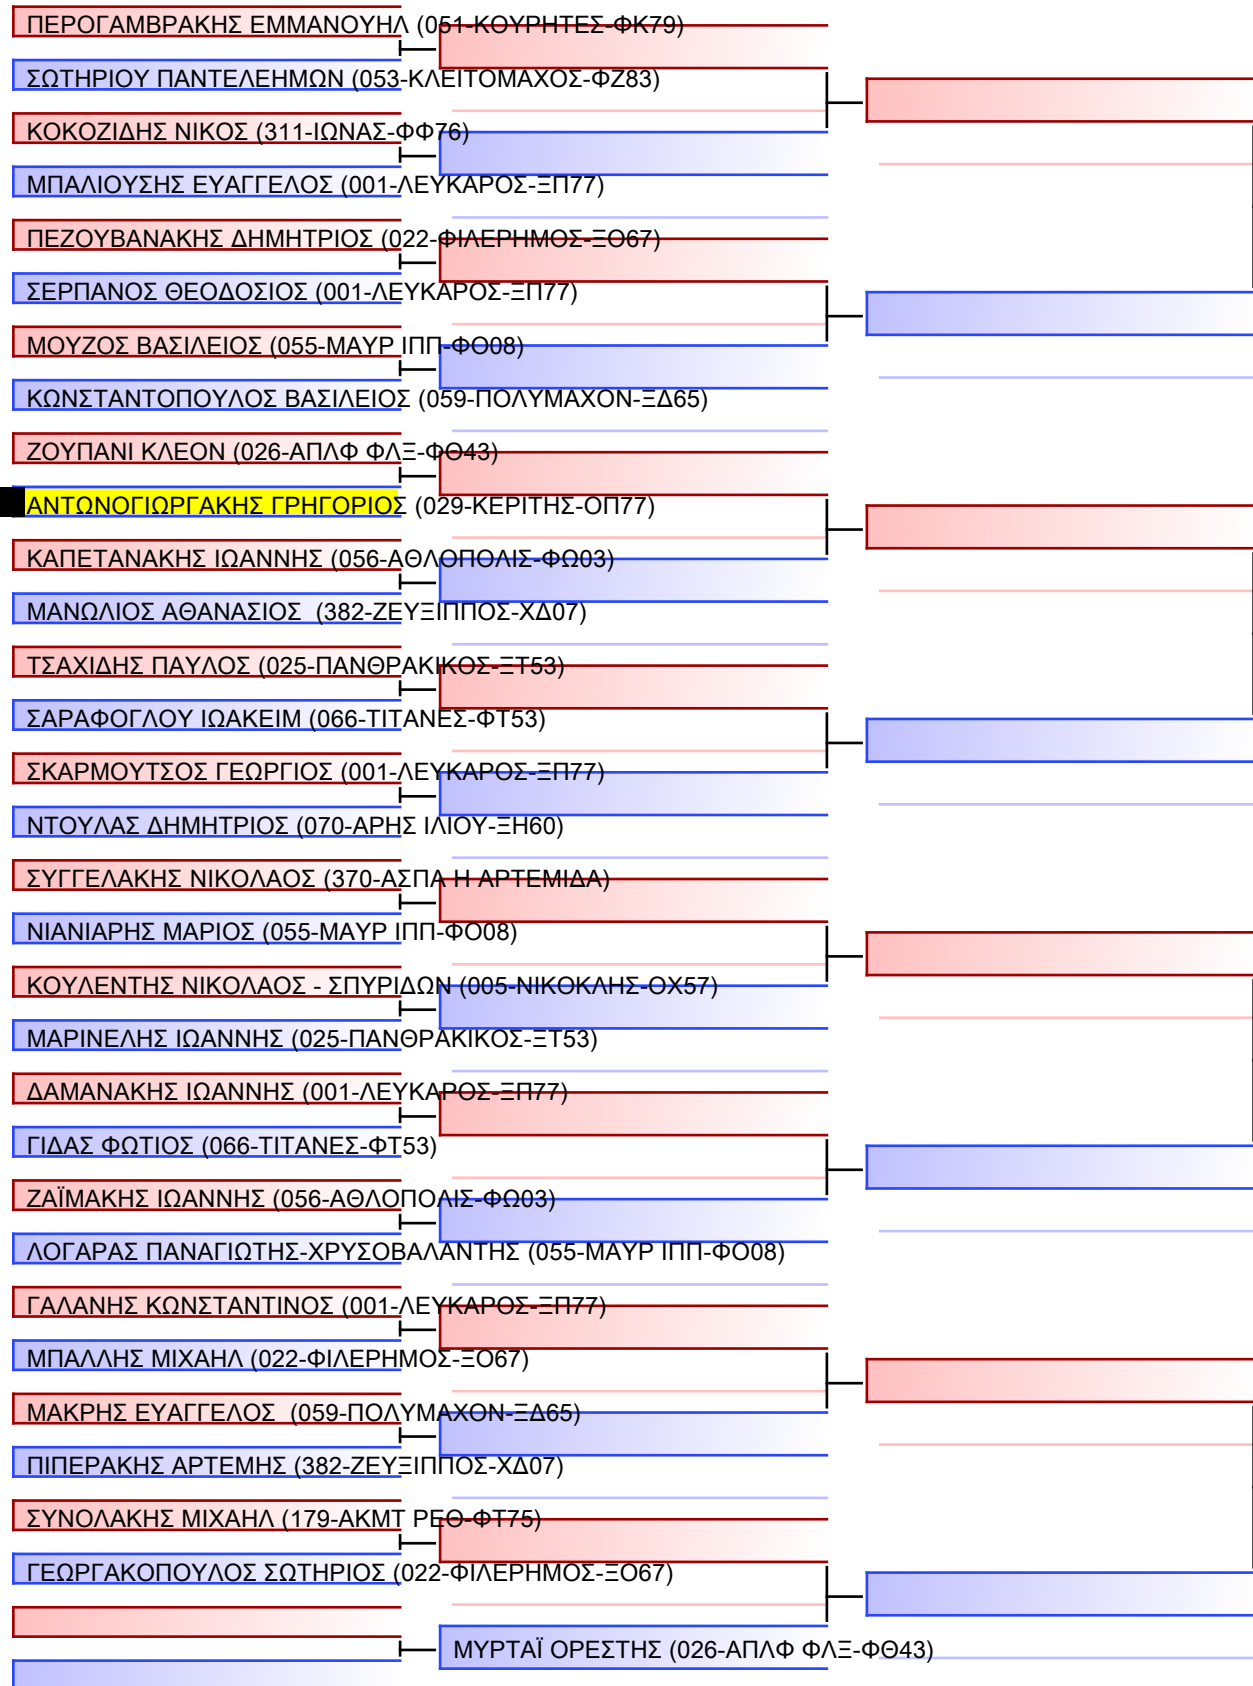 ΠΕΡΟΓΑΜΒΡΑΚΗΣ ΕΜΜΑΝΟΥΗΛ (051-ΚΟΥΡΗΤΕΣ-ΦΚ79)
ΣΩΤΗΡΙΟΥ ΠΑΝΤΕΛΕΗΜΩΝ (053-ΚΛΕΙΤΟΜΑΧΟΣ-ΦΖ83)
ΚΟΚΟΖΙΔΗΣ ΝΙΚΟΣ (311-ΙΩΝΑΣ-ΦΦ76)
ΜΠΑΛΙΟΥΣΗΣ ΕΥΑΓΓΕΛΟΣ (001-ΛΕΥΚΑΡΟΣ-ΞΠ77)
ΠΕΖΟΥΒΑΝΑΚΗΣ ΔΗΜΗΤΡΙΟΣ (022-ΦΙΛΕΡΗΜΟΣ-ΞΟ67)
ΣΕΡΠΑΝΟΣ ΘΕΟΔΟΣΙΟΣ (001-ΛΕΥΚΑΡΟΣ-ΞΠ77)
ΜΟΥΖΟΣ ΒΑΣΙΛΕΙΟΣ (055-ΜΑΥΡ ΙΠΠ-ΦΟ08)
ΚΩΝΣΤΑΝΤΟΠΟΥΛΟΣ ΒΑΣΙΛΕΙΟΣ (059-ΠΟΛΥΜΑΧΟΝ-ΞΔ65)
ΖΟΥΠΑΝΙ ΚΛΕΟΝ (026-ΑΠΛΦ ΦΛΞ-ΦΘ43)
ΑΝΤΩΝΟΓΙΩΡΓΑΚΗΣ ΓΡΗΓΟΡΙΟΣ (029-ΚΕΡΙΤΗΣ-ΟΠ77)
ΚΑΠΕΤΑΝΑΚΗΣ ΙΩΑΝΝΗΣ (056-ΑΘΛΟΠΟΛΙΣ-ΦΩ03)
ΜΑΝΩΛΙΟΣ ΑΘΑΝΑΣΙΟΣ  (382-ΖΕΥΞΙΠΠΟΣ-ΧΔ07)
ΤΣΑΧΙΔΗΣ ΠΑΥΛΟΣ (025-ΠΑΝΘΡΑΚΙΚΟΣ-ΞΤ53)
ΣΑΡΑΦΟΓΛΟΥ ΙΩΑΚΕΙΜ (066-ΤΙΤΑΝΕΣ-ΦΤ53)
ΣΚΑΡΜΟΥΤΣΟΣ ΓΕΩΡΓΙΟΣ (001-ΛΕΥΚΑΡΟΣ-ΞΠ77)
ΝΤΟΥΛΑΣ ΔΗΜΗΤΡΙΟΣ (070-ΑΡΗΣ ΙΛΙΟΥ-ΞΗ60)
ΣΥΓΓΕΛΑΚΗΣ ΝΙΚΟΛΑΟΣ (370-ΑΣΠΑ Η ΑΡΤΕΜΙΔΑ)
ΝΙΑΝΙΑΡΗΣ ΜΑΡΙΟΣ (055-ΜΑΥΡ ΙΠΠ-ΦΟ08)
ΚΟΥΛΕΝΤΗΣ ΝΙΚΟΛΑΟΣ - ΣΠΥΡΙΔΩΝ (005-ΝΙΚΟΚΛΗΣ-ΟΧ57)
ΜΑΡΙΝΕΛΗΣ ΙΩΑΝΝΗΣ (025-ΠΑΝΘΡΑΚΙΚΟΣ-ΞΤ53)
ΔΑΜΑΝΑΚΗΣ ΙΩΑΝΝΗΣ (001-ΛΕΥΚΑΡΟΣ-ΞΠ77)
ΓΙΔΑΣ ΦΩΤΙΟΣ (066-ΤΙΤΑΝΕΣ-ΦΤ53)
ΖΑΪΜΑΚΗΣ ΙΩΑΝΝΗΣ (056-ΑΘΛΟΠΟΛΙΣ-ΦΩ03)
ΛΟΓΑΡΑΣ ΠΑΝΑΓΙΩΤΗΣ-ΧΡΥΣΟΒΑΛΑΝΤΗΣ (055-ΜΑΥΡ ΙΠΠ-ΦΟ08)
ΓΑΛΑΝΗΣ ΚΩΝΣΤΑΝΤΙΝΟΣ (001-ΛΕΥΚΑΡΟΣ-ΞΠ77)
ΜΠΑΛΛΗΣ ΜΙΧΑΗΛ (022-ΦΙΛΕΡΗΜΟΣ-ΞΟ67)
ΜΑΚΡΗΣ ΕΥΑΓΓΕΛΟΣ  (059-ΠΟΛΥΜΑΧΟΝ-ΞΔ65)
ΠΙΠΕΡΑΚΗΣ ΑΡΤΕΜΗΣ (382-ΖΕΥΞΙΠΠΟΣ-ΧΔ07)
ΣΥΝΟΛΑΚΗΣ ΜΙΧΑΗΛ (179-ΑΚΜΤ ΡΕΘ-ΦΤ75)
ΓΕΩΡΓΑΚΟΠΟΥΛΟΣ ΣΩΤΗΡΙΟΣ (022-ΦΙΛΕΡΗΜΟΣ-ΞΟ67)
ΜΥΡΤΑΪ ΟΡΕΣΤΗΣ (026-ΑΠΛΦ ΦΛΞ-ΦΘ43)